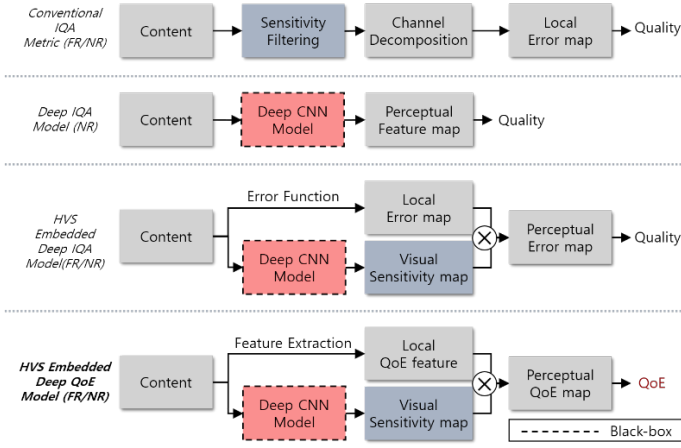 Conventional
IQA
Metric (FR/NR)
Content
Sensitivity
Filtering
Channel
Decomposition
Local
Error map
Quality
Deep IQA
Model (NR)
Content
Deep CNN
Model
Perceptual
Feature map
Quality
HVS
Embedded
Deep IQA
Model(FR/NR)
Content
Error Function
Local
Error map
Deep CNN
Model
Visual
Sensitivity map
Perceptual
Error map
Quality
HVS Embedded
Deep QoE
Model (FR/NR)
Content
Feature Extraction
Local
QoE feature
Deep CNN
Model
Visual
Sensitivity map
Perceptual
QoE map
QoE
Black-box